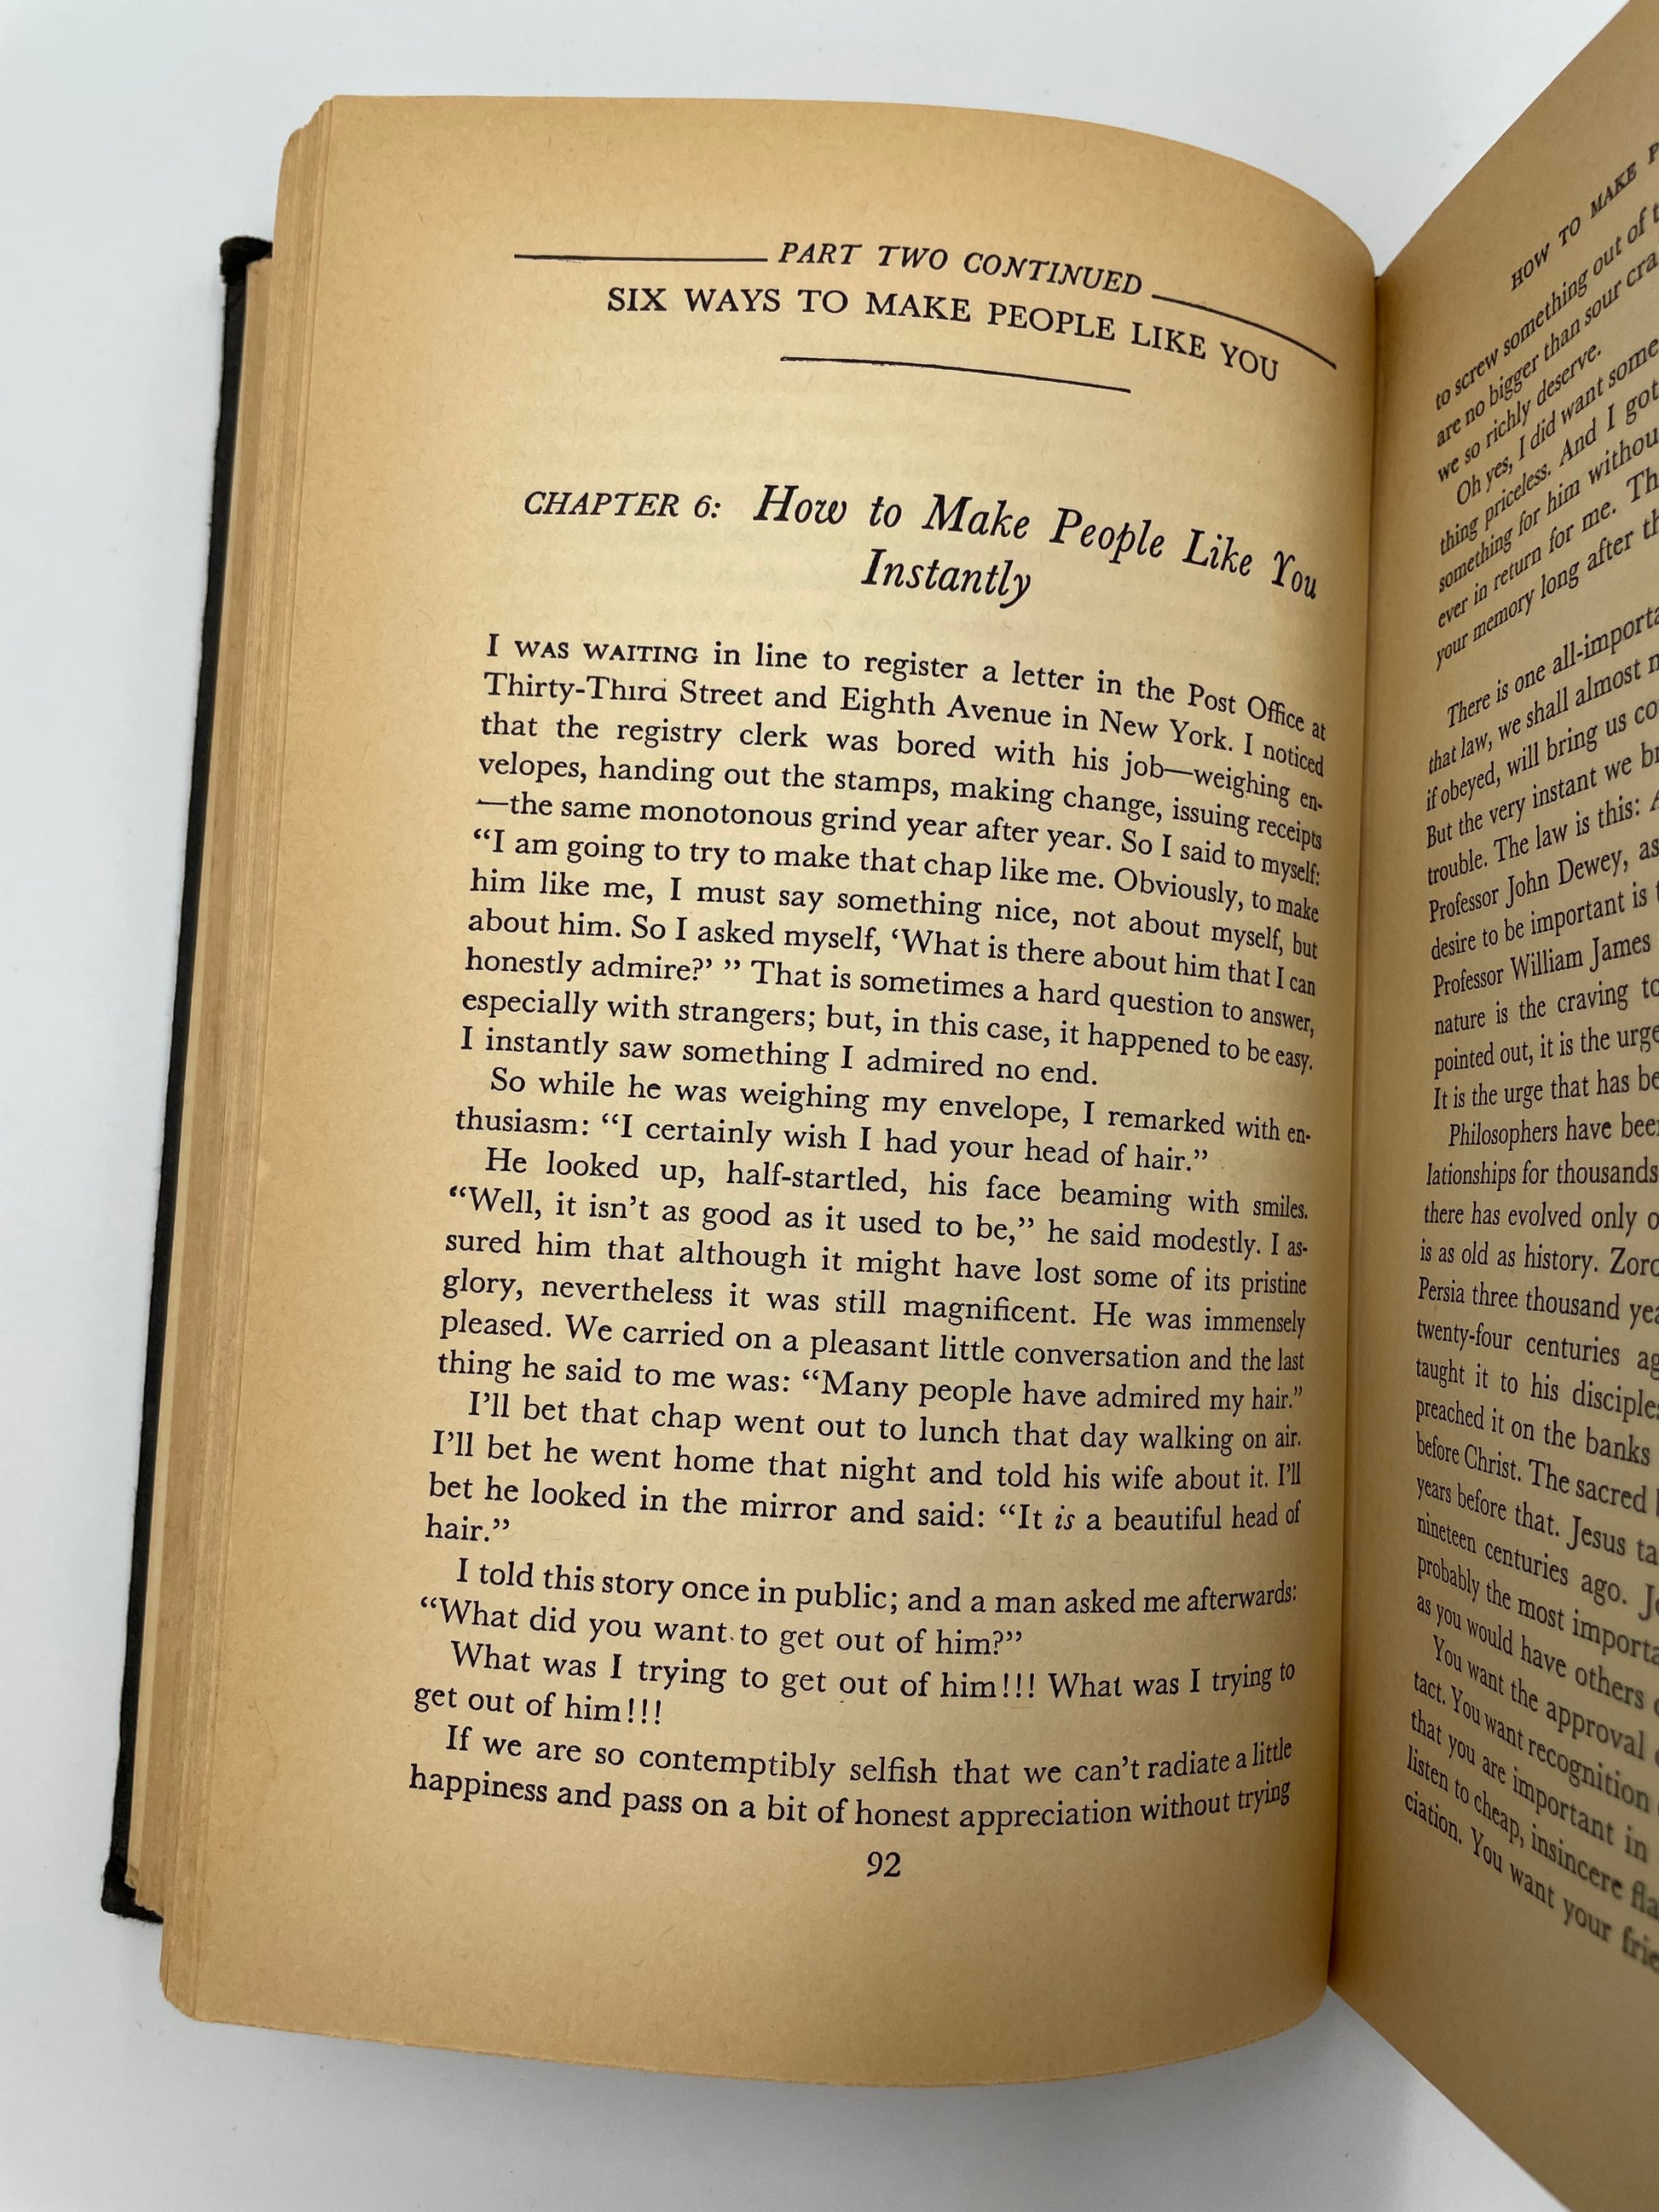 PART TWO CONTINUED
SIX WAYS TO MAKE PEOPLE LIKE YOU
CHAPTER 6: How to Make People Like You
Instantly
I WAS WAITING in line to register a letter in the Post Office at
Thirty-Third Street and Eighth Avenue in New York. I noticed
that the registry clerk was bored with his job—weighing en-
velopes, handing out the stamps, making change, issuing receipts
—the same monotonous grind year after year. So I said to myself:
“I am going to try to make that chap like me. Obviously, to make
him like me, I must say something nice, not about myself, but
about him. So I asked myself, ‘What is there about him that I can
honestly admire?’ ” That is sometimes a hard question to answer,
especially with strangers; but, in this case, it happened to be easy.
I instantly saw something I admired no end.
So while he was weighing my envelope, I remarked with en-
thusiasm: “I certainly wish I had your head of hair.”
He looked up, half-startled, his face beaming with smiles.
“Well, it isn’t as good as it used to be,” he said modestly. I as-
sured him that although it might have lost some of its pristine
glory, nevertheless it was still magnificent. He was immensely
pleased. We carried on a pleasant little conversation and the last
thing he said to me was: “Many people have admired my hair.”
I’ll bet that chap went out to lunch that day walking on air.
I’ll bet he went home that night and told his wife about it. I’ll
bet he looked in the mirror and said: “It is a beautiful head of
hair.”
I told this story once in public; and a man asked me afterwards:
“What did you want to get out of him?”
What was I trying to get out of him!!! What was I trying to
get out of him!!!
If we are so contemptibly selfish that we can’t radiate a little
happiness and pass on a bit of honest appreciation without trying
92
HOW TO MAKE
to screw something out of
are no bigger than sour
we so richly deserve.
Oh yes, I did want
thing priceless. And I got
something for him
ever in return for me.
your memory long after
There is one
that law, we shall almost
if obeyed, will bring us
But the very instant we
trouble. The law is this:
Professor John Dewey, as
desire to be important is
Professor William James
nature is the craving
pointed out, it is the urge
It is the urge that has
Philosophers have
lationships for thousands
there has evolved only
is as old as history.
Persia three thousand
twenty-four centuries
taught it to his
preached it on the banks
before Christ. The sacred
years before that. Jesus
nineteen centuries ago.
probably the most
as you would have others
You want the approval
tact. You want recognition
that you are important in
listen to cheap, insincere
ciation. You want your